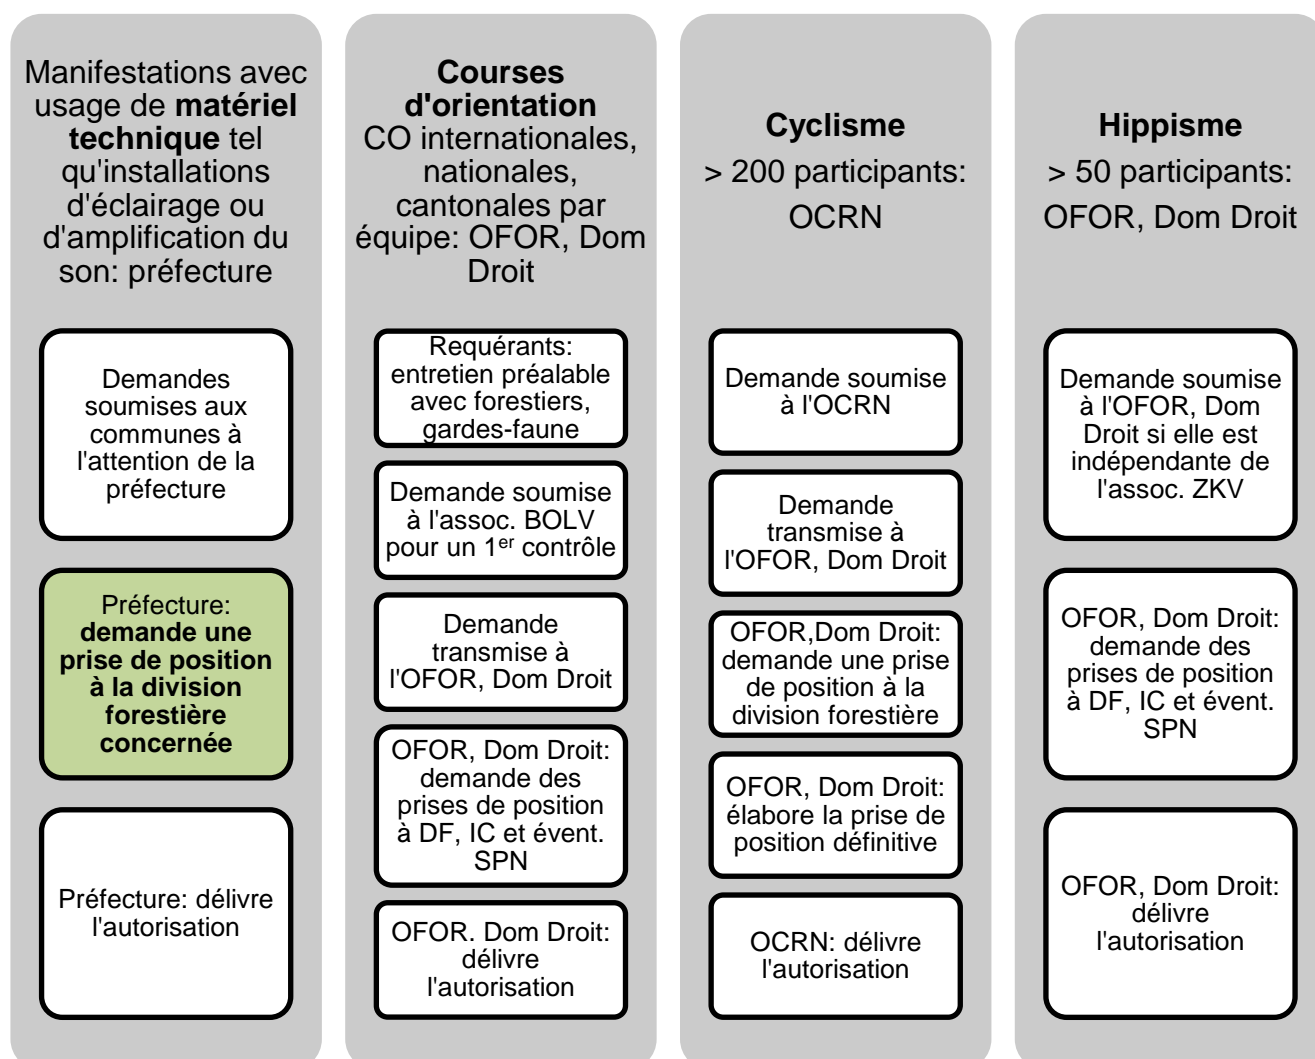 Manifestations avec
usage de matériel
technique tel
qu'installations
d'éclairage ou
d'amplification du
son: préfecture
Demandes
soumises aux
communes à
l'attention de la
préfecture
Préfecture:
demande une
prise de position
à la division
forestière
concernée
Préfecture: délivre
l'autorisation
Courses
d'orientation
CO internationales,
nationales,
cantonales par
équipe: OFOR, Dom
Droit
Requérants:
entretien préalable
avec forestiers,
gardes-faune
Demande soumise
à l'assoc. BOLV
pour un 1er contrôle
Demande
transmise à
l'OFOR, Dom Droit
OFOR, Dom Droit:
demande des
prises de position
à DF, IC et évent.
SPN
OFOR. Dom Droit:
délivre
l'autorisation
Cyclisme
> 200 participants:
OCRN
Demande soumise
à l'OCRN
Demande
transmise à
l'OFOR, Dom Droit
OFOR,Dom Droit:
demande une prise
de position à la
division forestière
OFOR, Dom Droit:
élabore la prise de
position définitive
OCRN: délivre
l'autorisation
Hippisme
> 50 participants:
OFOR, Dom Droit
Demande soumise
à l'OFOR, Dom
Droit si elle est
indépendante de
l'assoc. ZKV
OFOR, Dom Droit:
demande des
prises de position
à DF, IC et évent.
SPN
OFOR, Dom Droit:
délivre
l'autorisation